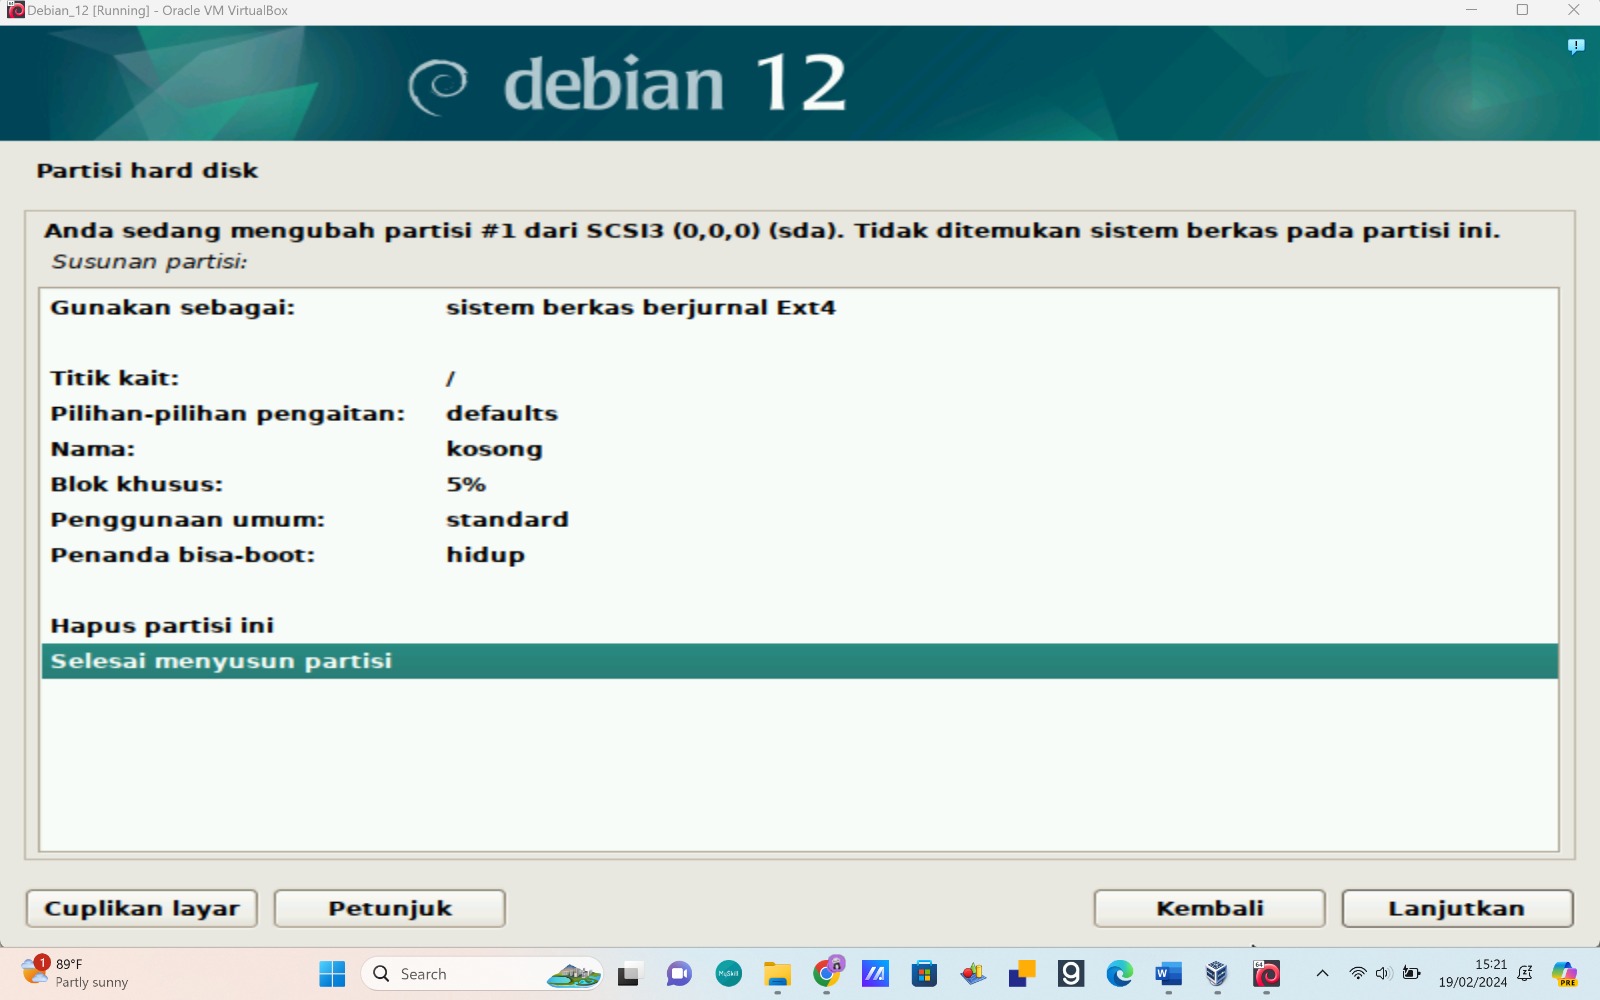 Debian_12 [Running] - Oracle VM VirtualBox
debian 12
Partisi hard disk
Anda sedang mengubah partisi #1 dari SCSI3 (0,0,0) (sda). Tidak ditemukan sistem berkas pada partisi ini.
Susunan partisi:
Gunakan sebagai: sistem berkas berjurnal Ext4
Titik kait: /
Pilihan-pilihan pengaitan: defaults
Nama: kosong
Blok khusus: 5%
Penggunaan umum: standard
Penanda bisa-boot: hidup
Hapus partisi ini
Selesai menyusun partisi
Cuplikan layar Petunjuk Kembali Lanjutkan
1 89°F
Partly sunny
Search
MySkill
g
W
64
PRE
15:21
19/02/2024